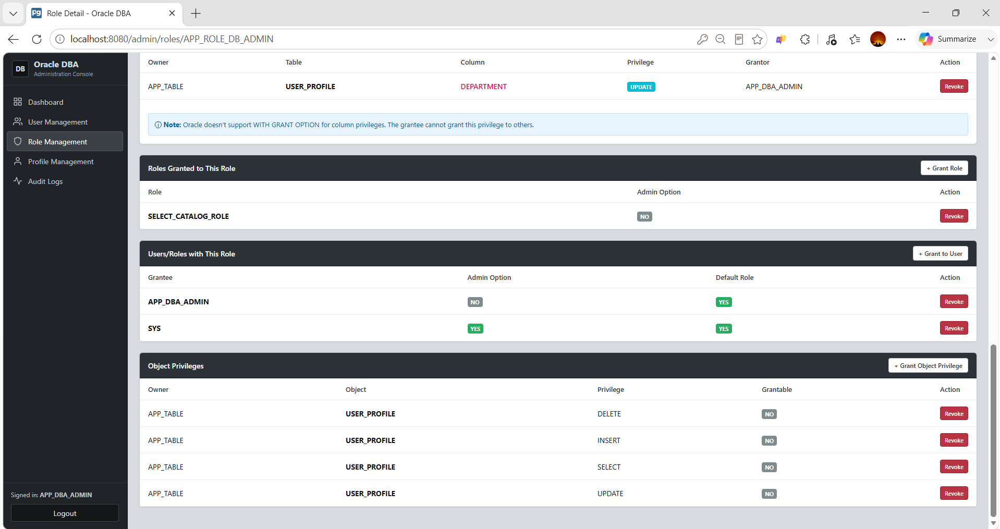 pg Role Detail - Oracle DBA
localhost:8080/admin/roles/APP_ROLE_DB_ADMIN
Summarize
DB Oracle DBA
Administration Console
Dashboard
User Management
Role Management
Profile Management
Audit Logs
Signed in: APP_DBA_ADMIN
Logout
Owner Table Column Privilege Grantor Action
APP_TABLE USER_PROFILE DEPARTMENT UPDATE APP_DBA_ADMIN Revoke
Note: Oracle doesn't support WITH GRANT OPTION for column privileges. The grantee cannot grant this privilege to others.
Roles Granted to This Role + Grant Role
Role Admin Option Action
SELECT_CATALOG_ROLE NO Revoke
Users/Roles with This Role + Grant to User
Grantee Admin Option Default Role Action
APP_DBA_ADMIN NO YES Revoke
SYS YES YES Revoke
Object Privileges + Grant Object Privilege
Owner Object Privilege Grantable Action
APP_TABLE USER_PROFILE DELETE NO Revoke
APP_TABLE USER_PROFILE INSERT NO Revoke
APP_TABLE USER_PROFILE SELECT NO Revoke
APP_TABLE USER_PROFILE UPDATE NO Revoke